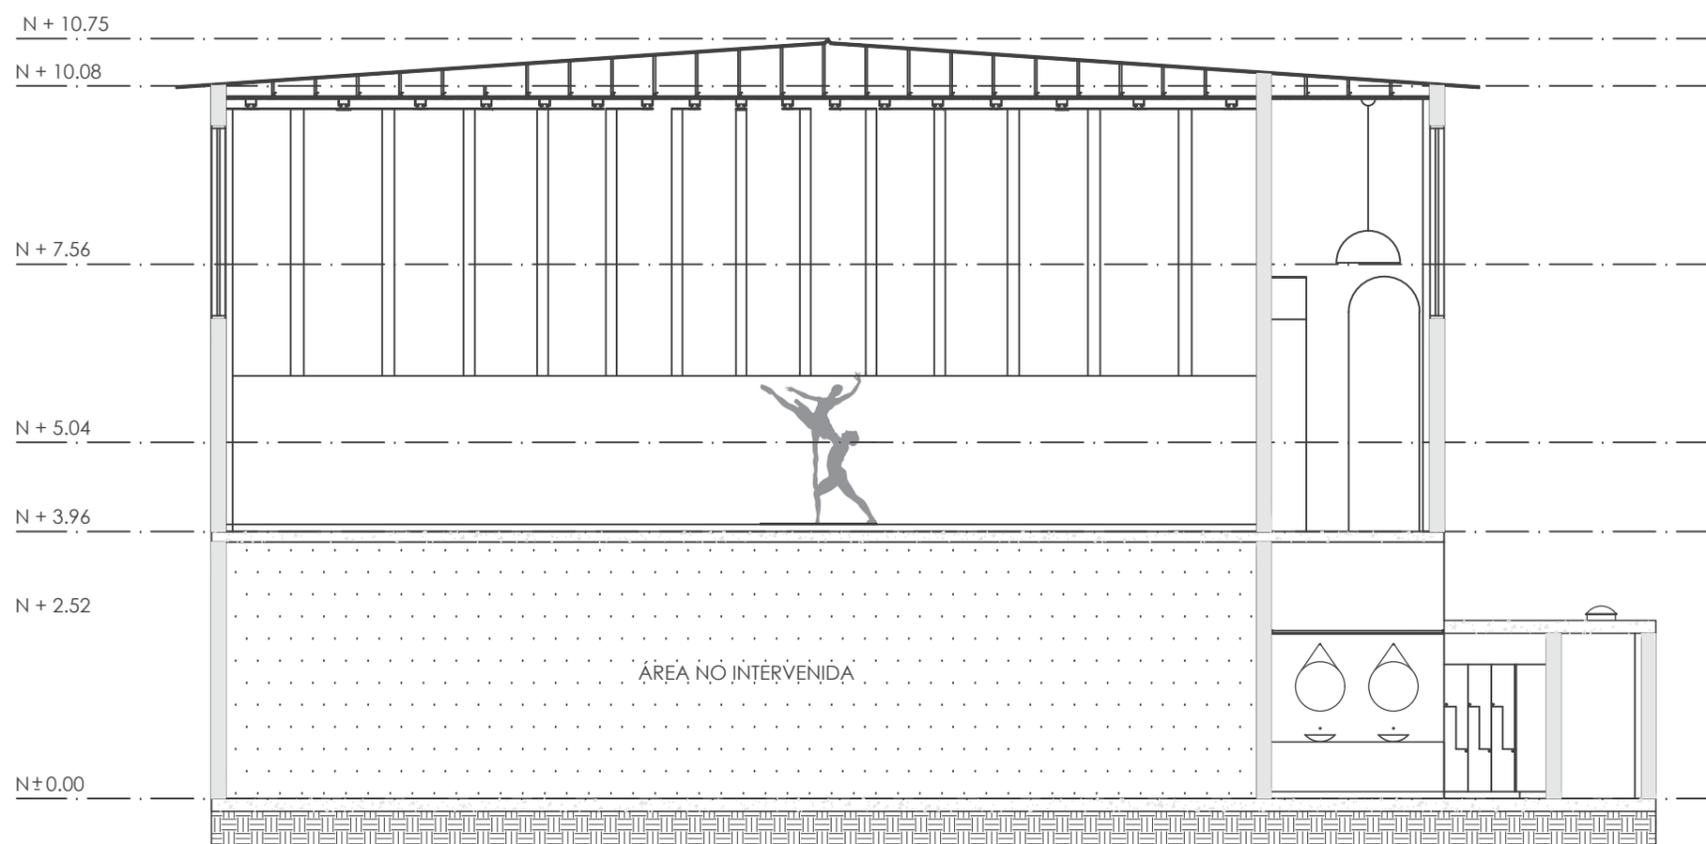 N + 10.75
N + 10.08
N + 7.56
N + 5.04
N + 3.96
N + 2.52
ÁREA NO INTERVENIDA
N±0.00